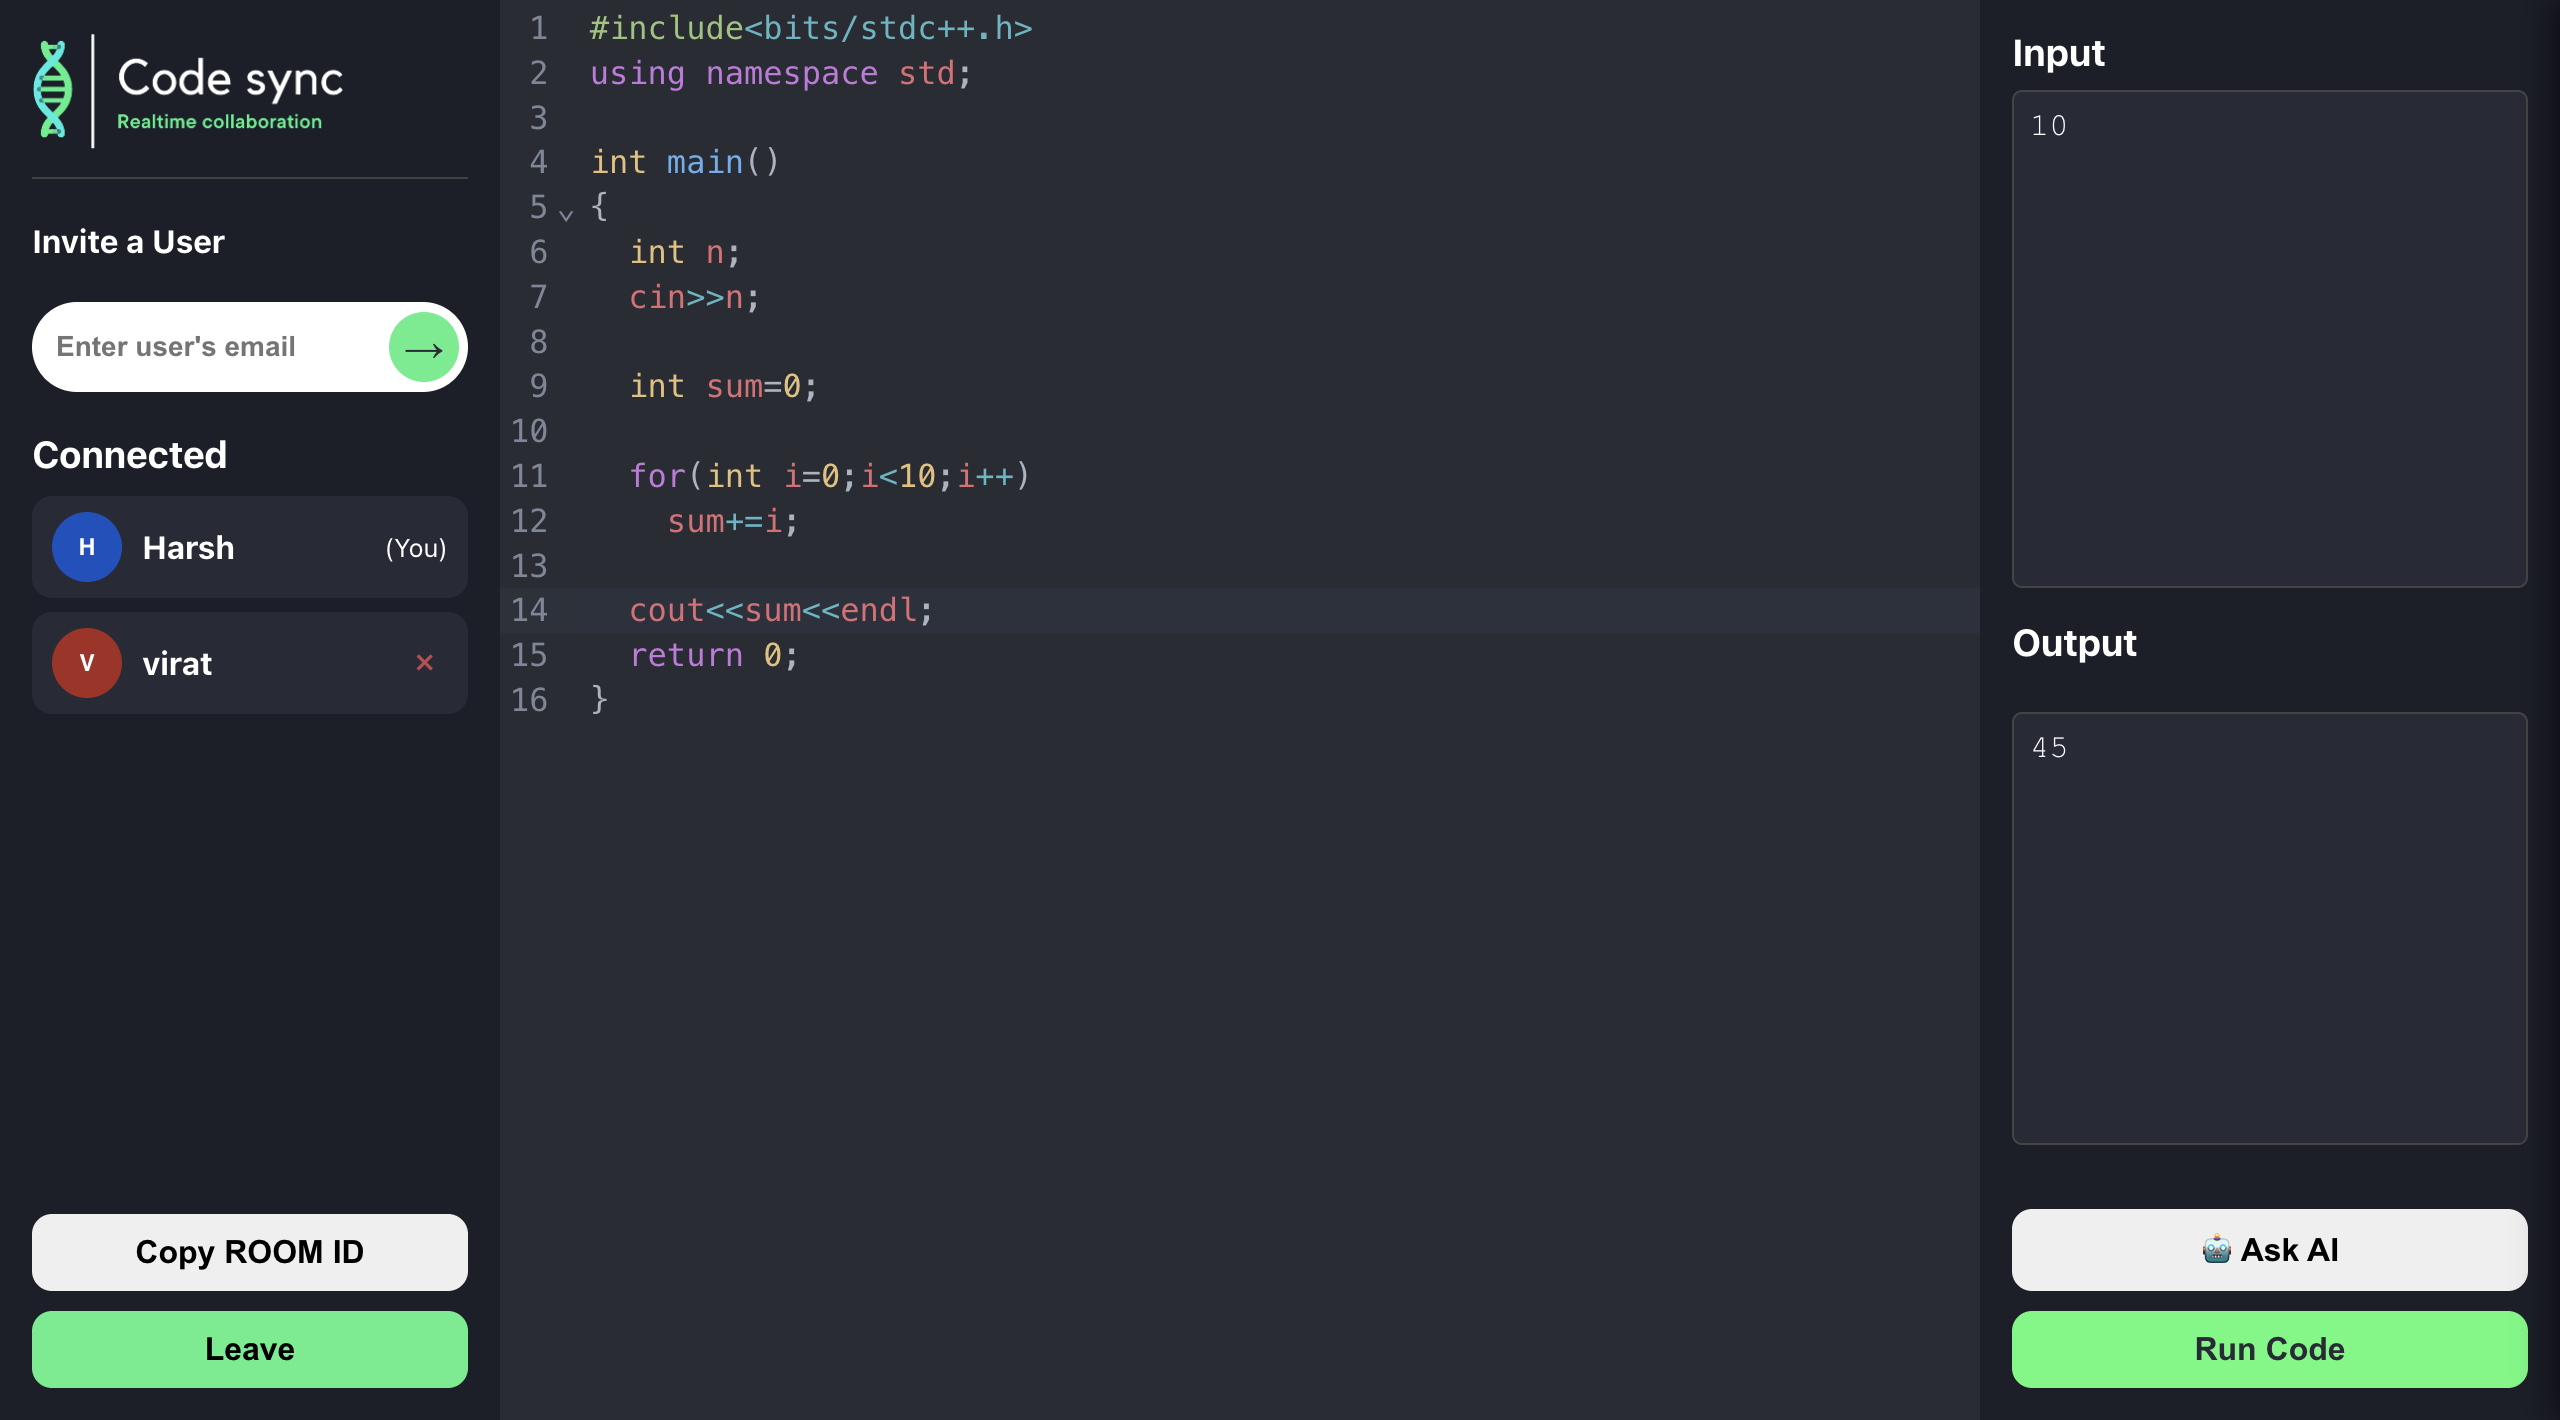 Code sync
Realtime collaboration
Invite a User
Enter user's email
→
Connected
H Harsh (You)
V virat ×
Copy ROOM ID
Leave
1 #include<bits/stdc++.h>
2 using namespace std;
3
4 int main()
5 {
6   int n;
7   cin>>n;
8
9   int sum=0;
10
11   for(int i=0;i<10;i++)
12     sum+=i;
13
14   cout<<sum<<endl;
15   return 0;
16 }
Input
10
Output
45
🤖 Ask AI
Run Code